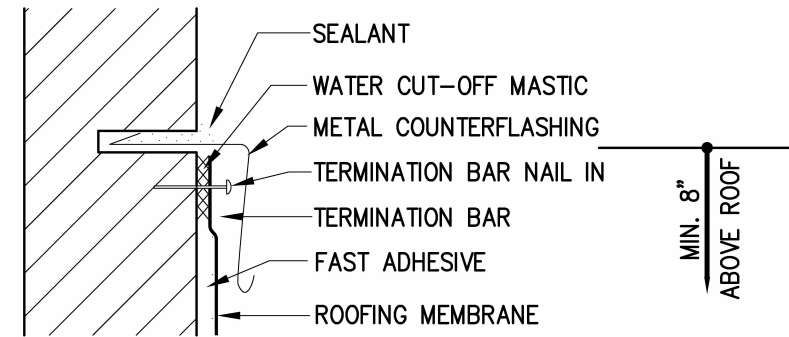 SEALANT
WATER CUT-OFF MASTIC
METAL COUNTERFLASHING
TERMINATION BAR NAIL IN
TERMINATION BAR
FAST ADHESIVE
ROOFING MEMBRANE
MIN. 8"
ABOVE ROOF